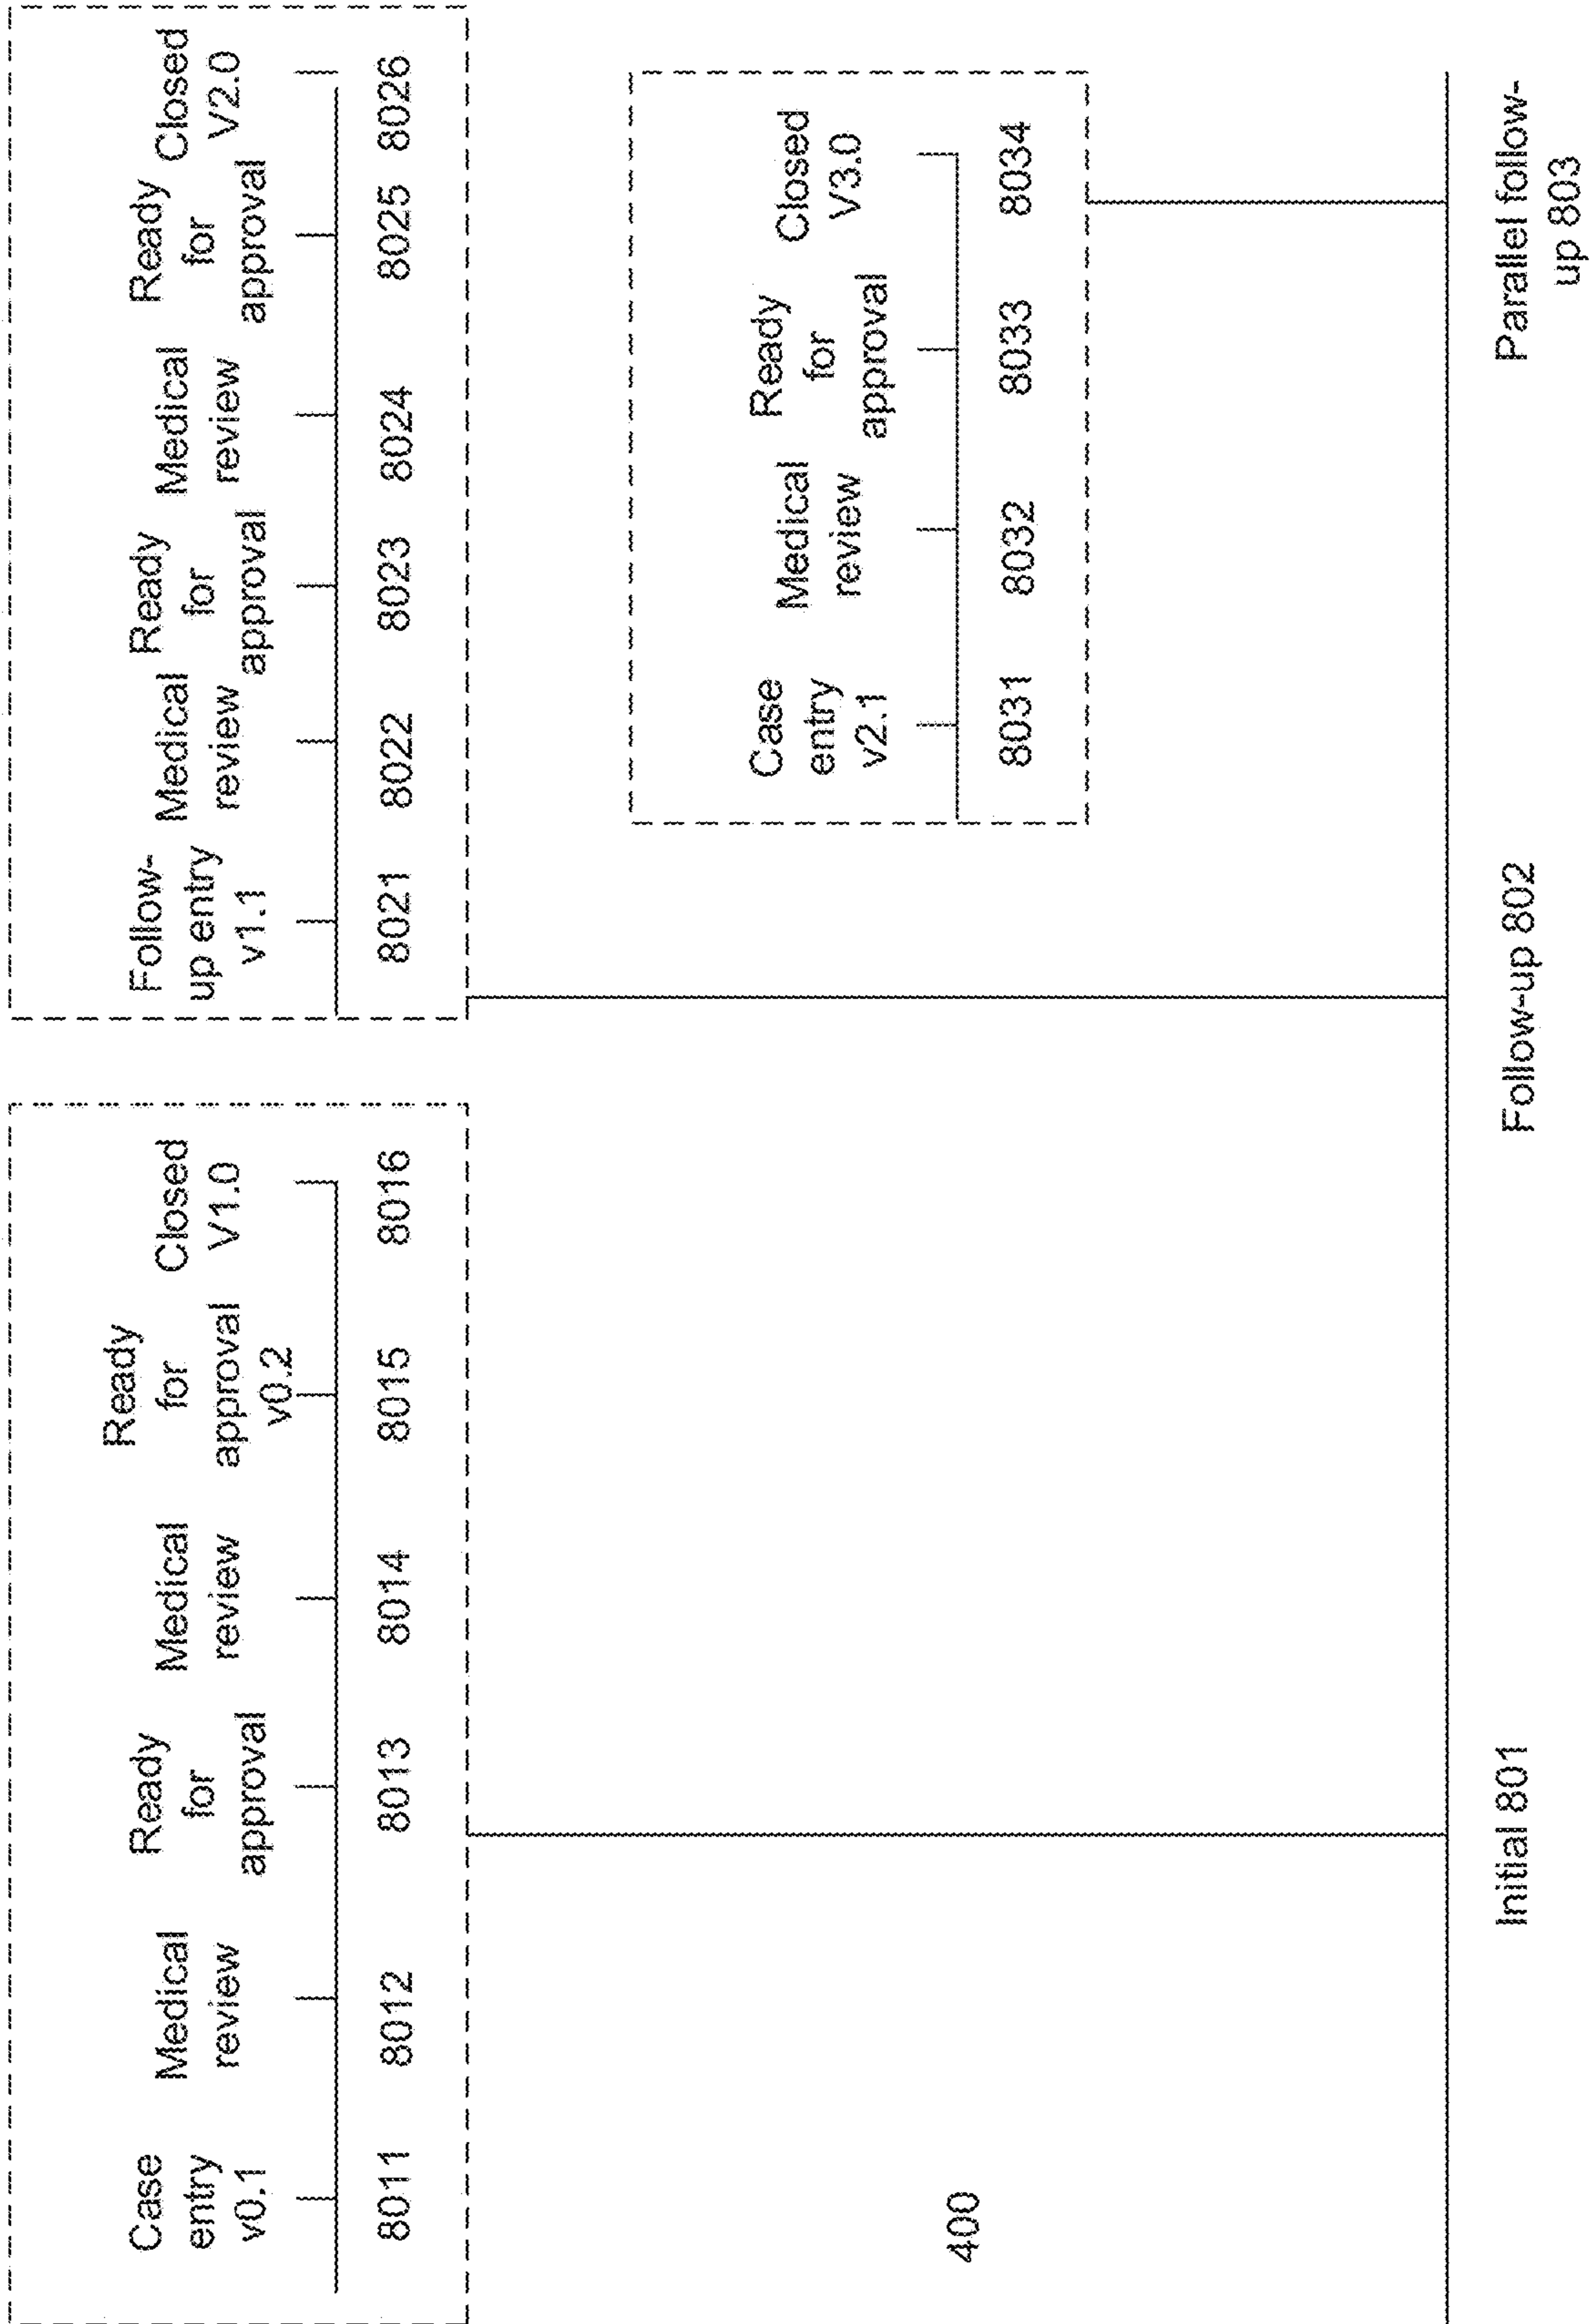 Case
entry
v0.1
Medical
review
Ready
for
approval
Medical
review
Ready
for
approval
v0.2
Closed
V1.0
8011
8012
8013
8014
8015
8016
Follow-
up entry
v1.1
Medical
review
Ready
for
approval
Medical
review
Ready
for
approval
Closed
V2.0
8021
8022
8023
8024
8025
8026
Case
entry
v2.1
Medical
review
Ready
for
approval
Closed
V3.0
8031
8032
8033
8034
400
Initial 801
Follow-up 802
Parallel follow-
up 803